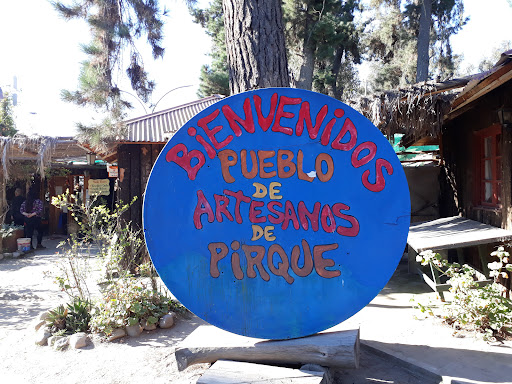 BIENVENIDOS
PUEBLO
DE
ARTESANOS
DE
PIRQUE